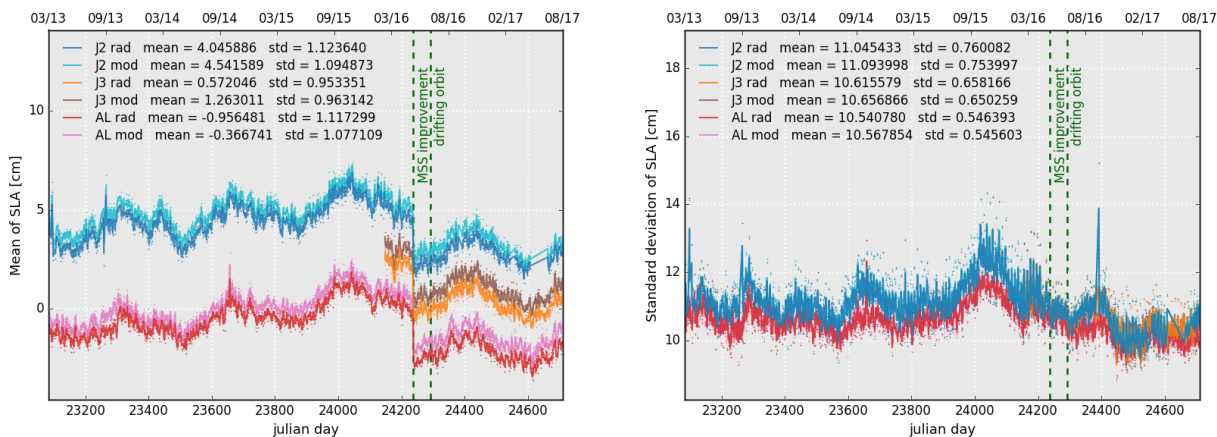 03/13 09/13 03/14 09/14 03/15 09/15 03/16 08/16 02/17 08/17
J2 rad mean = 4.045886 std = 1.123640
J2 mod mean = 4.541589 std = 1.094873
J3 rad mean = 0.572046 std = 0.953351
J3 mod mean = 1.263011 std = 0.963142
AL rad mean = -0.956481 std = 1.117299
AL mod mean = -0.366741 std = 1.077109
MSS improvement
drifting orbit
Mean of SLA [cm]
10
5
0
23200 23400 23600 23800 24000 24200 24400 24600
julian day
03/13 09/13 03/14 09/14 03/15 09/15 03/16 08/16 02/17 08/17
J2 rad mean = 11.045433 std = 0.760082
J2 mod mean = 11.093998 std = 0.753997
J3 rad mean = 10.615579 std = 0.658166
J3 mod mean = 10.656866 std = 0.650259
AL rad mean = 10.540780 std = 0.546393
AL mod mean = 10.567854 std = 0.545603
MSS improvement
drifting orbit
Standard deviation of SLA [cm]
18
16
14
12
10
23200 23400 23600 23800 24000 24200 24400 24600
julian day